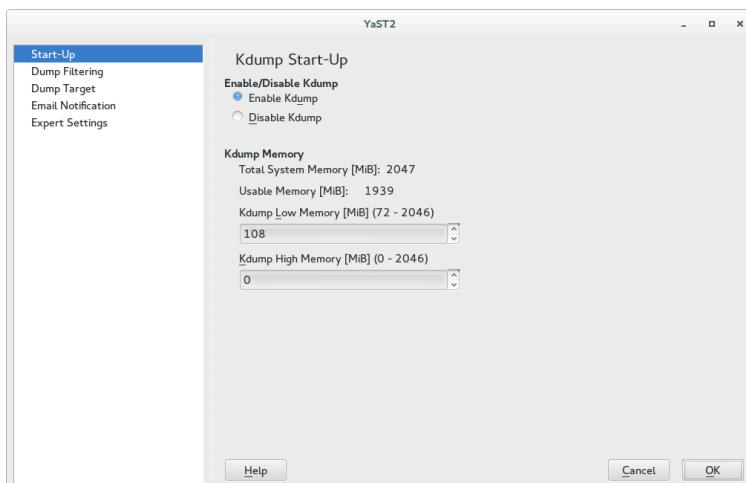 YaST2
Start-Up
Dump Filtering
Dump Target
Email Notification
Expert Settings
Kdump Start-Up
Enable/Disable Kdump
Enable Kdump
Disable Kdump
Kdump Memory
Total System Memory [MiB]: 2047
Usable Memory [MiB]: 1939
Kdump Low Memory [MiB] (72 - 2046)
108
Kdump High Memory [MiB] (0 - 2046)
0
Help
Cancel
OK